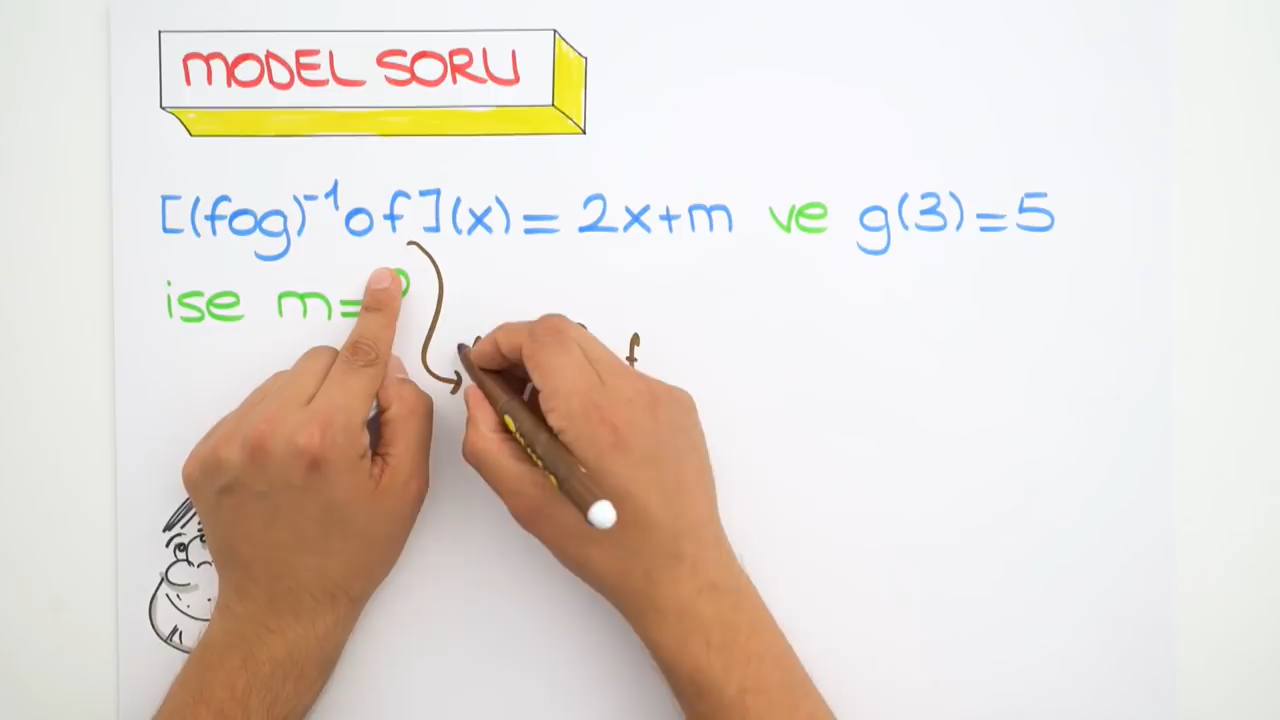 MODEL SORU
[(fog)⁻¹of](x) = 2x+m ve g(3)=5
ise m=?
f